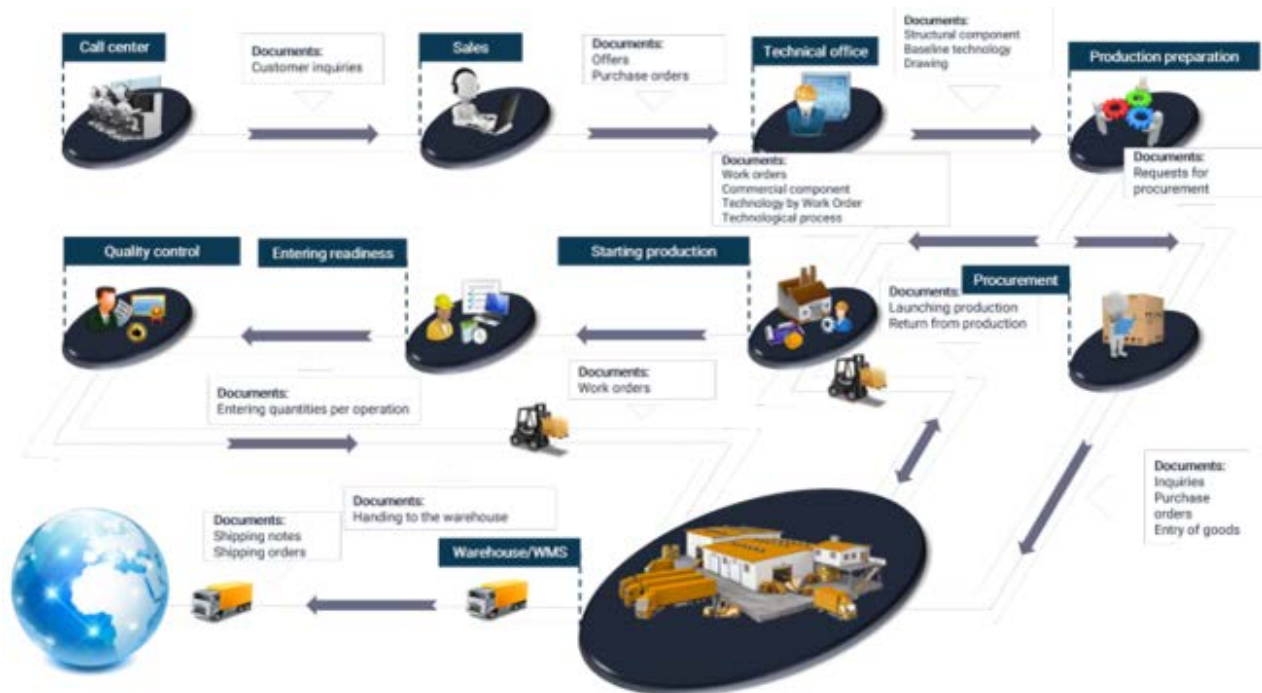 Call center
Documents:
Customer inquiries
Sales
Documents:
Offers
Purchase orders
Technical office
Documents:
Structural component
Baseline technology
Drawing
Production preparation
Documents:
Work orders
Commercial component
Technology by Work Order
Technological process
Documents:
Requests for
procurement
Quality control
Entering readiness
Starting production
Documents:
Launching production
Return from production
Procurement
Documents:
Entering quantities per operation
Documents:
Work orders
Documents:
Inquiries
Purchase
orders
Entry of goods
Documents:
Shipping notes
Shipping orders
Documents:
Handing to the warehouse
Warehouse/WMS